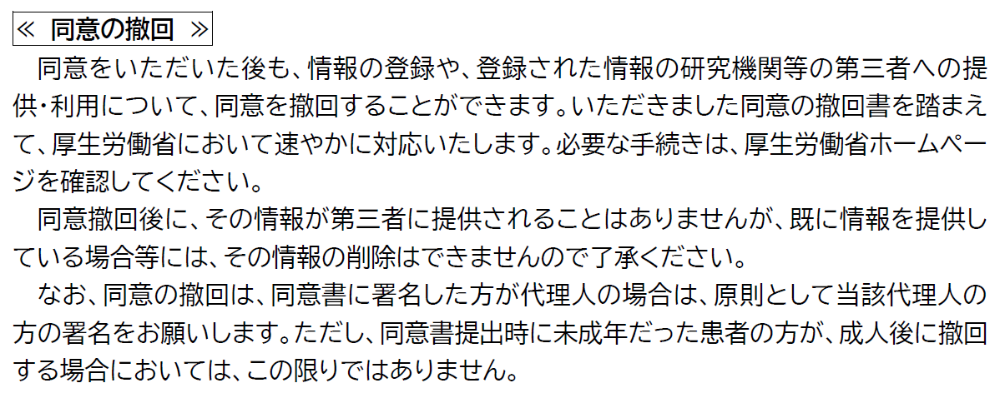 ≪ 同意の撤回 ≫
　同意をいただいた後も、情報の登録や、登録された情報の研究機関等の第三者への提
供・利用について、同意を撤回することができます。いただきました同意の撤回書を踏まえ
て、厚生労働省において速やかに対応いたします。必要な手続きは、厚生労働省ホームペー
ジを確認してください。
　同意撤回後に、その情報が第三者に提供されることはありませんが、既に情報を提供し
ている場合等には、その情報の削除はできませんので了承ください。
　なお、同意の撤回は、同意書に署名した方が代理人の場合は、原則として当該代理人の
方の署名をお願いします。ただし、同意書提出時に未成年だった患者の方が、成人後に撤回
する場合においては、この限りではありません。